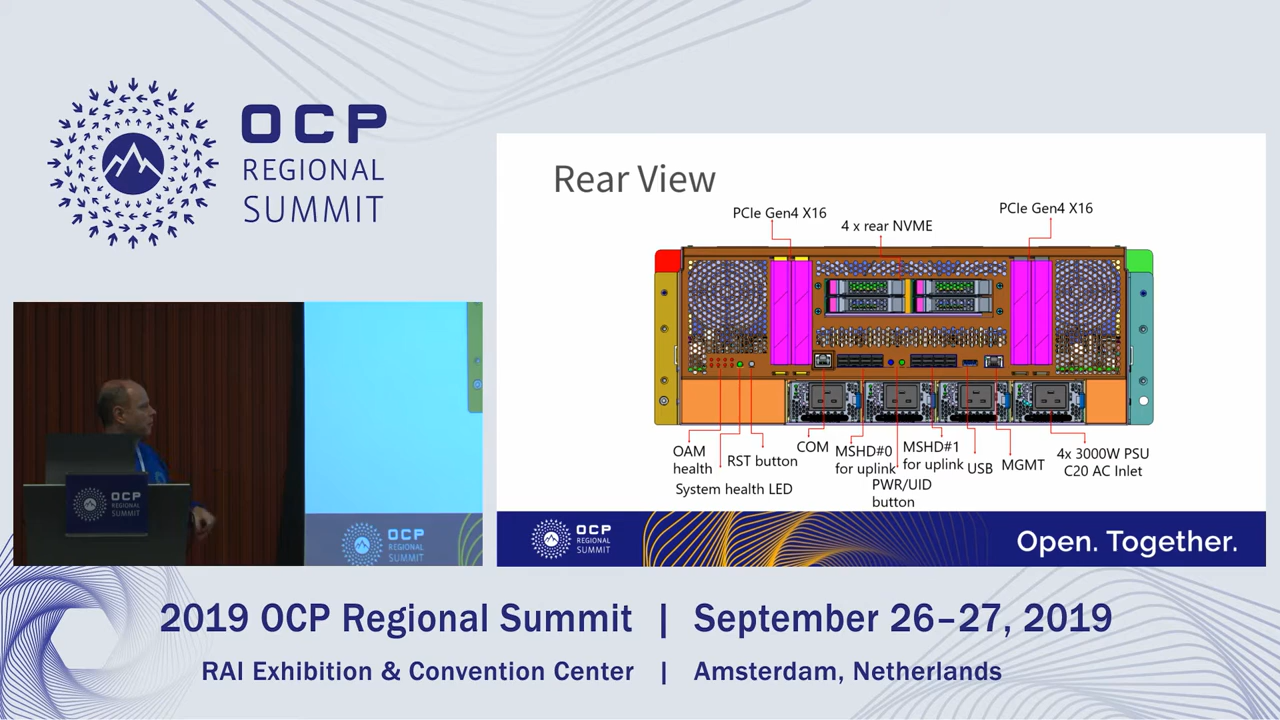 OCP
REGIONAL
SUMMIT
Rear View
PCIe Gen4 X16
4 x rear NVME
PCIe Gen4 X16
OAM
health
System health LED
RST button
COM
MSHD#0
for uplink
PWR/UID
button
MSHD#1
for uplink
USB
MGMT
4x 3000W PSU
C20 AC Inlet
OCP
REGIONAL
SUMMIT
Open. Together.
OCP
REGIONAL
SUMMIT
OCP
REGIONAL
SUMMIT
2019 OCP Regional Summit | September 26–27, 2019
RAI Exhibition & Convention Center | Amsterdam, Netherlands